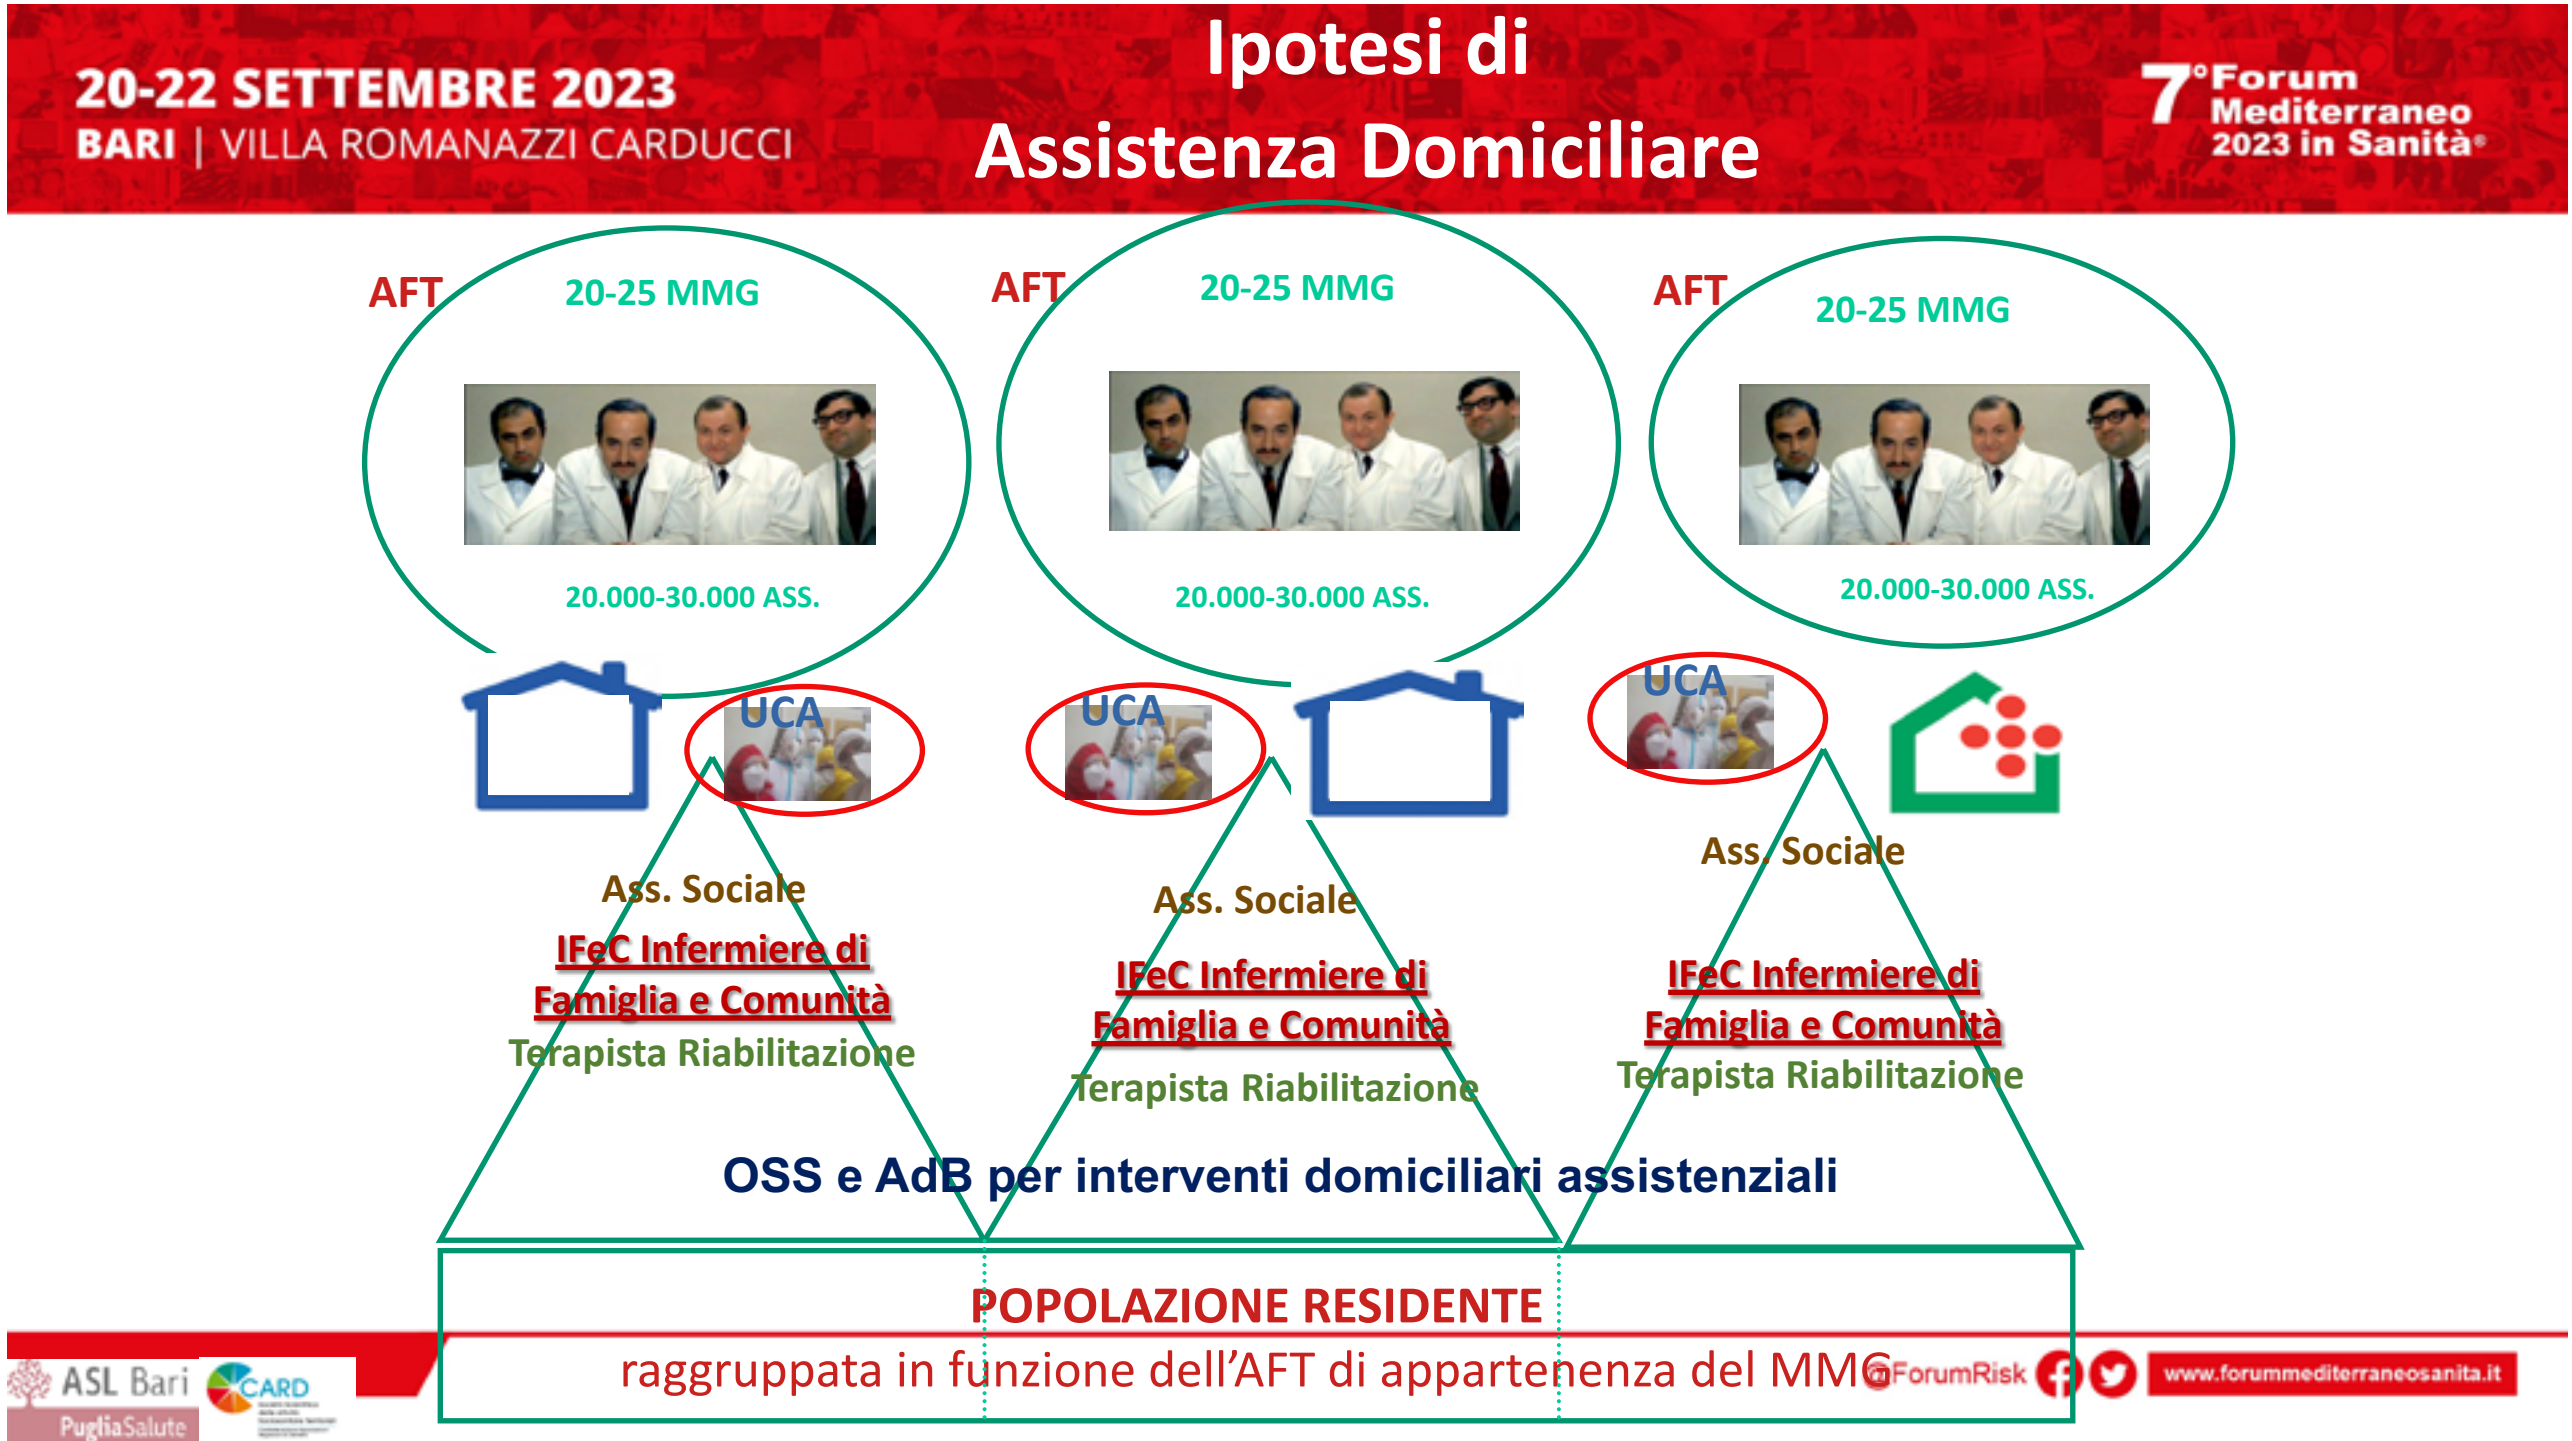 20-22 SETTEMBRE 2023
BARI | VILLA ROMANAZZI CARDUCCI
Ipotesi di
Assistenza Domiciliare
7° Forum
Mediterraneo
2023 in Sanità®
AFT
20-25 MMG
20.000-30.000 ASS.
AFT
20-25 MMG
20.000-30.000 ASS.
AFT
20-25 MMG
20.000-30.000 ASS.
UCA
UCA
UCA
Ass. Sociale
IFeC Infermiere di
Famiglia e Comunità
Terapista Riabilitazione
Ass. Sociale
IFeC Infermiere di
Famiglia e Comunità
Terapista Riabilitazione
Ass. Sociale
IFeC Infermiere di
Famiglia e Comunità
Terapista Riabilitazione
OSS e AdB per interventi domiciliari assistenziali
POPOLAZIONE RESIDENTE
raggruppata in funzione dell’AFT di appartenenza del MMG
ASL Bari
PugliaSalute
CARD
@ForumRisk
www.forummediterraneosanita.it